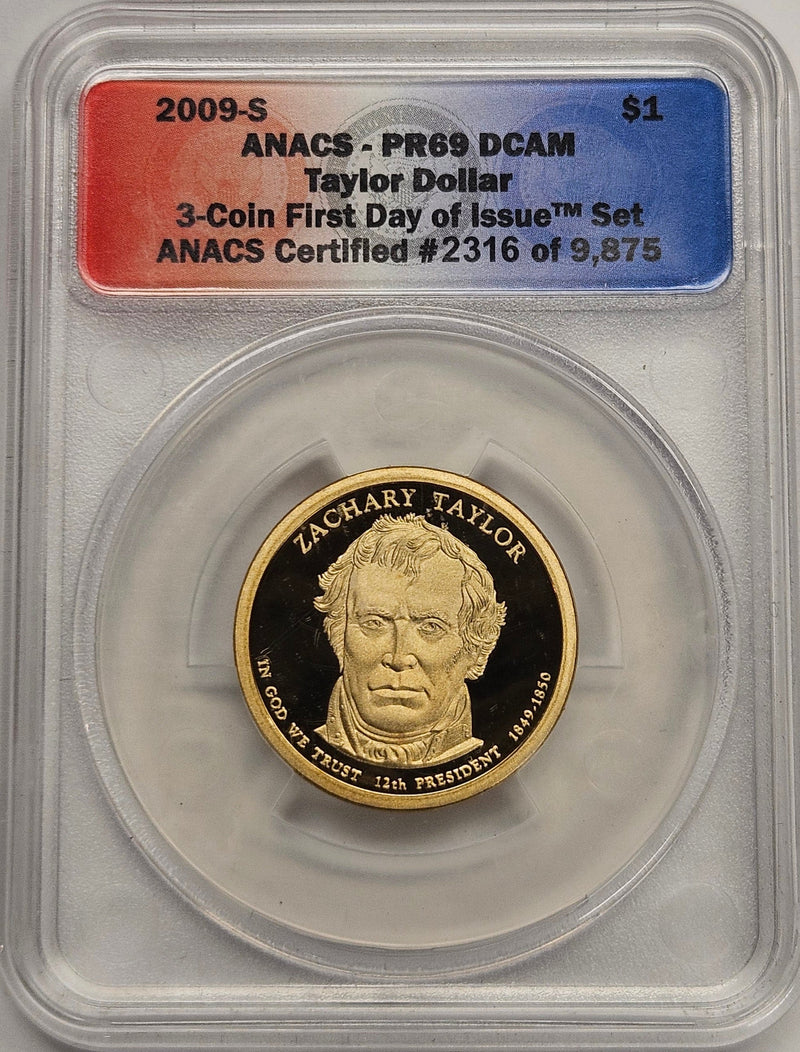 2009-S $1
ANACS - PR69 DCAM
Taylor Dollar
3-Coin First Day of Issue™ Set
ANACS Certified #2316 of 9,875
ZACHARY TAYLOR
IN GOD WE TRUST 12th PRESIDENT 1849-1850